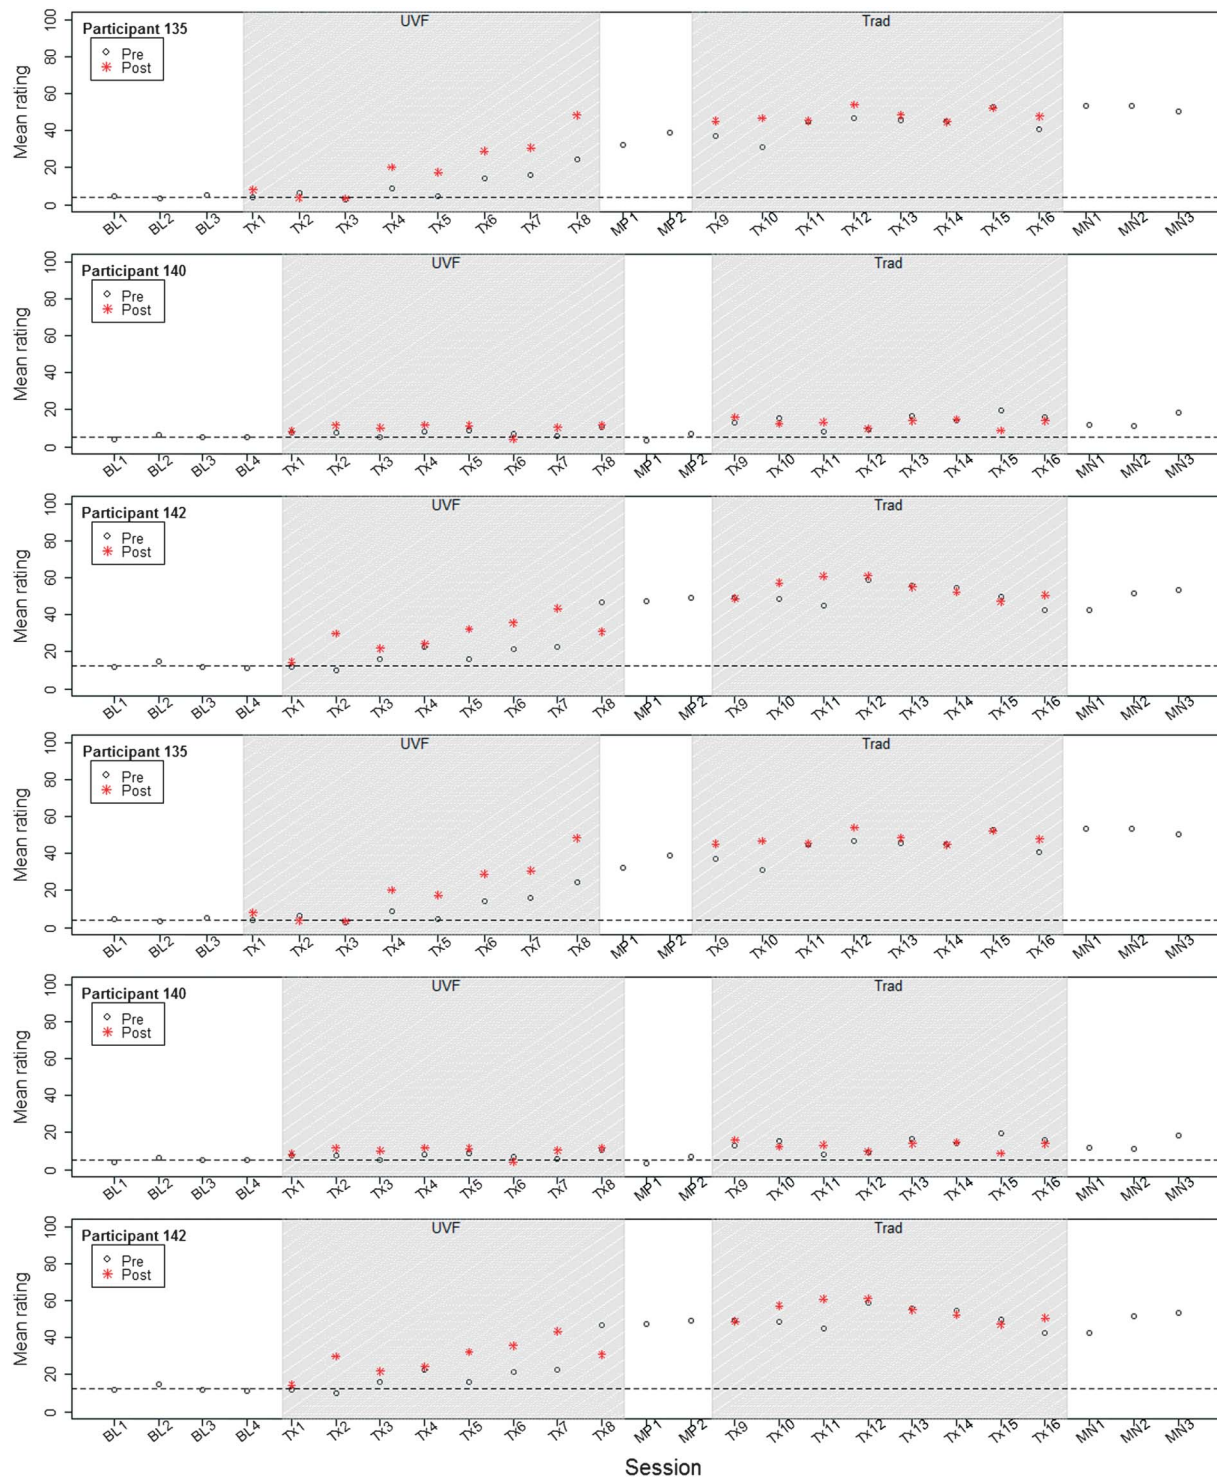 UVF Trad
Participant 135
Pre
Post
Mean rating
0 20 40 60 80 100
BL1 BL2 BL3 TX1 TX2 TX3 TX4 TX5 TX6 TX7 TX8 MP1 MP2 TX9 TX10 TX11 TX12 TX13 TX14 TX15 TX16 MN1 MN2 MN3
UVF Trad
Participant 140
Pre
Post
Mean rating
0 20 40 60 80 100
BL1 BL2 BL3 BL4 TX1 TX2 TX3 TX4 TX5 TX6 TX7 TX8 MP1 MP2 TX9 TX10 TX11 TX12 TX13 TX14 TX15 TX16 MN1 MN2 MN3
UVF Trad
Participant 142
Pre
Post
Mean rating
0 20 40 60 80 100
BL1 BL2 BL3 BL4 TX1 TX2 TX3 TX4 TX5 TX6 TX7 TX8 MP1 MP2 TX9 TX10 TX11 TX12 TX13 TX14 TX15 TX16 MN1 MN2 MN3
UVF Trad
Participant 135
Pre
Post
Mean rating
0 20 40 60 80 100
BL1 BL2 BL3 TX1 TX2 TX3 TX4 TX5 TX6 TX7 TX8 MP1 MP2 TX9 TX10 TX11 TX12 TX13 TX14 TX15 TX16 MN1 MN2 MN3
UVF Trad
Participant 140
Pre
Post
Mean rating
0 20 40 60 80 100
BL1 BL2 BL3 BL4 TX1 TX2 TX3 TX4 TX5 TX6 TX7 TX8 MP1 MP2 TX9 TX10 TX11 TX12 TX13 TX14 TX15 TX16 MN1 MN2 MN3
UVF Trad
Participant 142
Pre
Post
Mean rating
0 20 40 60 80 100
BL1 BL2 BL3 BL4 TX1 TX2 TX3 TX4 TX5 TX6 TX7 TX8 MP1 MP2 TX9 TX10 TX11 TX12 TX13 TX14 TX15 TX16 MN1 MN2 MN3
Session